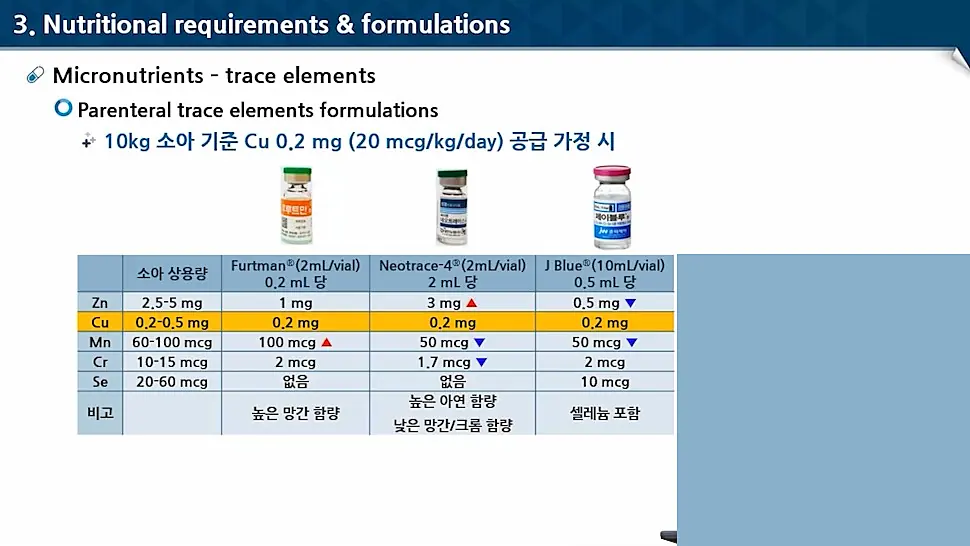 3. Nutritional requirements & formulations
Micronutrients - trace elements
Parenteral trace elements formulations
10kg 소아 기준 Cu 0.2 mg (20 mcg/kg/day) 공급 가정 시
제이블루
소아 상용량 Furtman®(2mL/vial) 0.2 mL 당 Neotrace-4®(2mL/vial) 2 mL 당 J Blue®(10mL/vial) 0.5 mL 당
Zn 2.5-5 mg 1 mg 3 mg ▲ 0.5 mg ▼
Cu 0.2-0.5 mg 0.2 mg 0.2 mg 0.2 mg
Mn 60-100 mcg 100 mcg ▲ 50 mcg ▼ 50 mcg ▼
Cr 10-15 mcg 2 mcg 1.7 mcg ▼ 2 mcg
Se 20-60 mcg 없음 없음 10 mcg
비고 높은 망간 함량 높은 아연 함량 낮은 망간/크롬 함량 셀레늄 포함